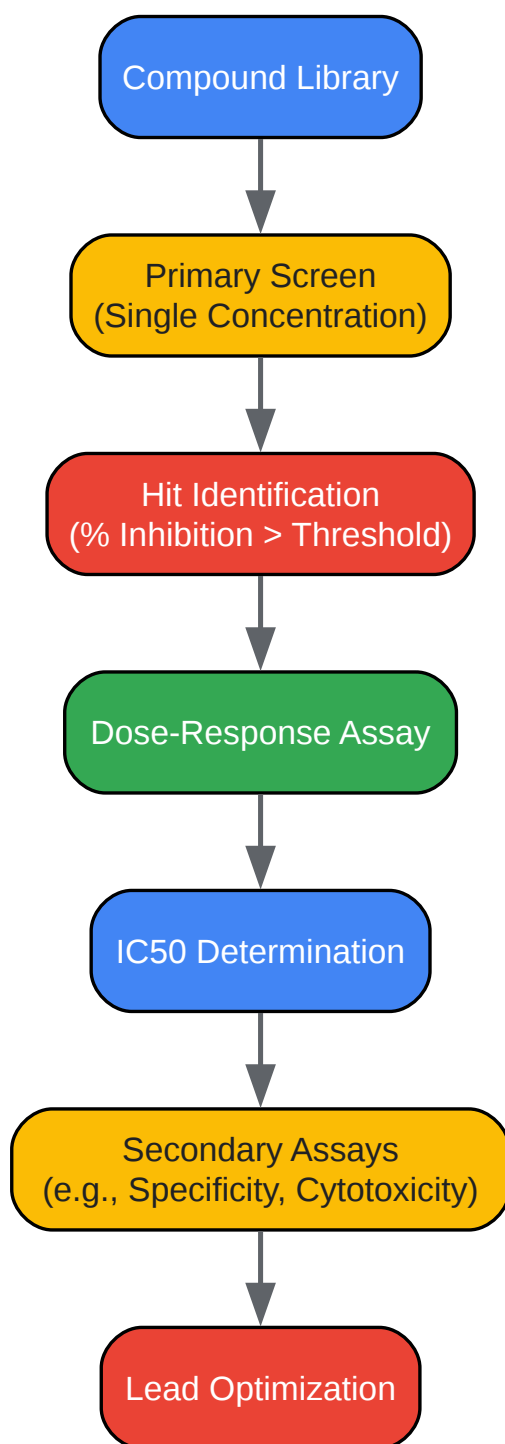 Compound Library
Primary Screen
(Single Concentration)
Hit Identification
(% Inhibition > Threshold)
Dose-Response Assay
IC50 Determination
Secondary Assays
(e.g., Specificity, Cytotoxicity)
Lead Optimization